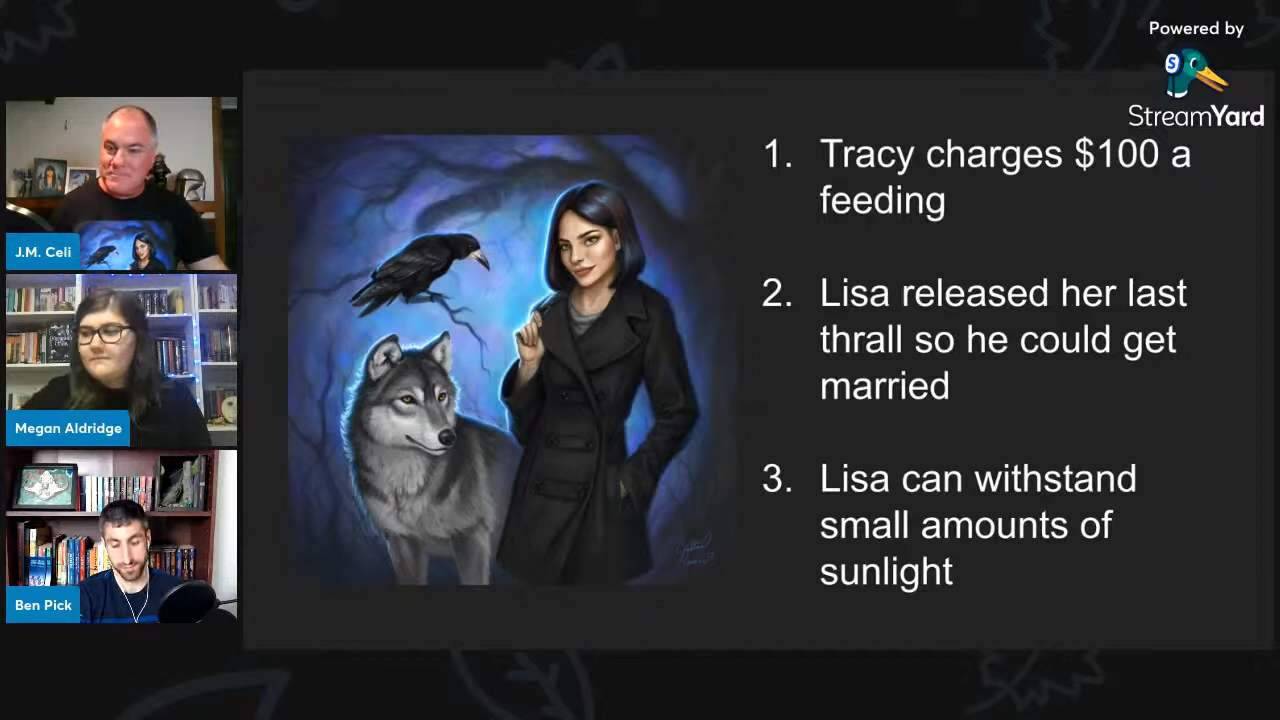 Powered by
StreamYard
1. Tracy charges $100 a
feeding
2. Lisa released her last
thrall so he could get
married
3. Lisa can withstand
small amounts of
sunlight
J.M. Celi
Megan Aldridge
Ben Pick